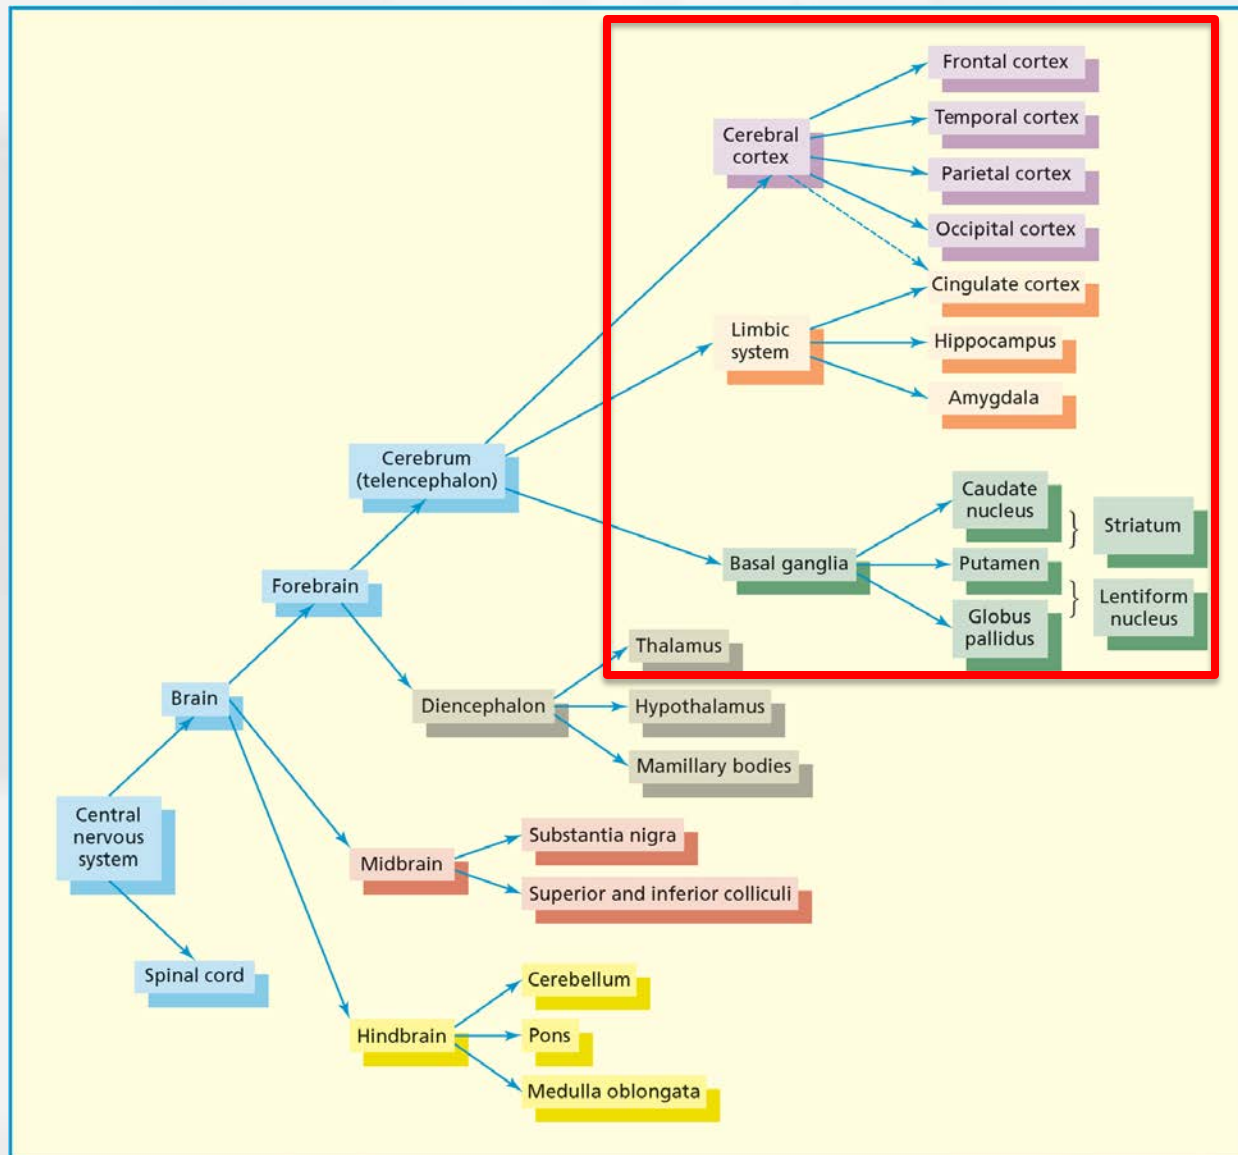 Frontal cortex
Temporal cortex
Cerebral
cortex
Parietal cortex
Occipital cortex
Cingulate cortex
Limbic
system
Hippocampus
Amygdala
Cerebrum
(telencephalon)
Caudate
nucleus
Striatum
Basal ganglia
Putamen
Forebrain
Lentiform
nucleus
Globus
pallidus
Thalamus
Brain
Diencephalon
Hypothalamus
Mamillary bodies
Central
nervous
system
Substantia nigra
Midbrain
Superior and inferior colliculi
Spinal cord
Cerebellum
Hindbrain
Pons
Medulla oblongata